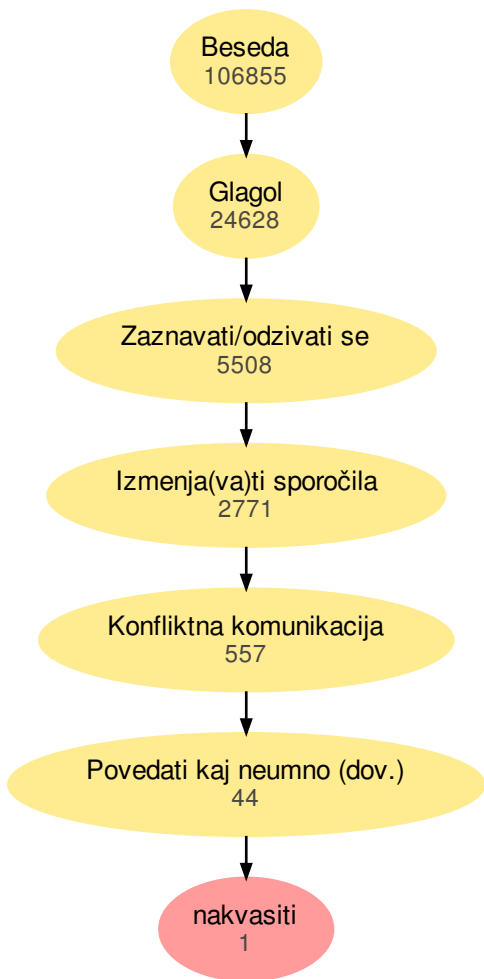 Beseda
106855
Glagol
24628
Zaznavati/odzivati se
5508
Izmenja(va)ti sporočila
2771
Konfliktna komunikacija
557
Povedati kaj neumno (dov.)
44
nakvasiti
1